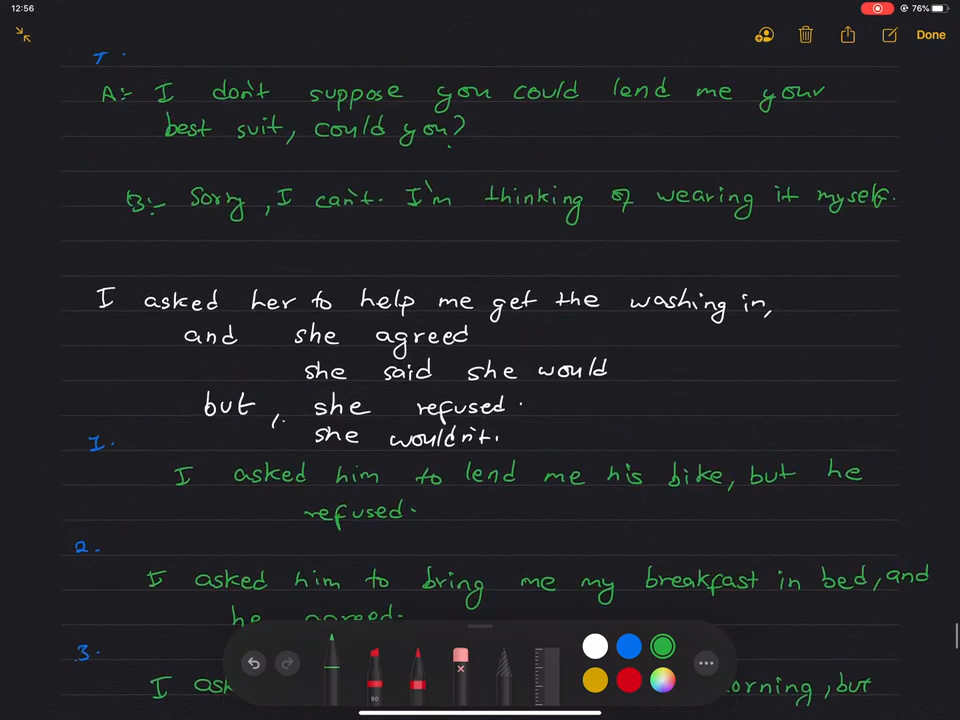 12:56
76%
Done
A:- I don't suppose you could lend me your
best suit, could you?
B:- Sorry, I can't. I'm thinking of wearing it myself.
I asked her to help me get the washing in,
and she agreed
she said she would
but, she refused.
she wouldn't.
1.
I asked him to lend me his bike, but he
refused.
2.
I asked him to bring me my breakfast in bed, and
he agreed.
3.
I ask orning, but
80